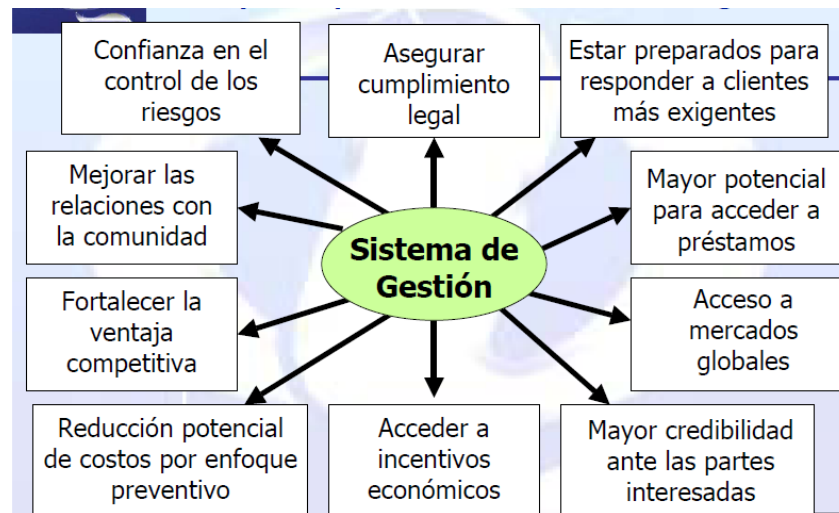 Confianza en el
control de los
riesgos
Asegurar
cumplimiento
legal
Estar preparados para
responder a clientes
más exigentes
Mejorar las
relaciones con
la comunidad
Mayor potencial
para acceder a
préstamos
Sistema de
Gestión
Fortalecer la
ventaja
competitiva
Acceso a
mercados
globales
Reducción potencial
de costos por enfoque
preventivo
Acceder a
incentivos
económicos
Mayor credibilidad
ante las partes
interesadas